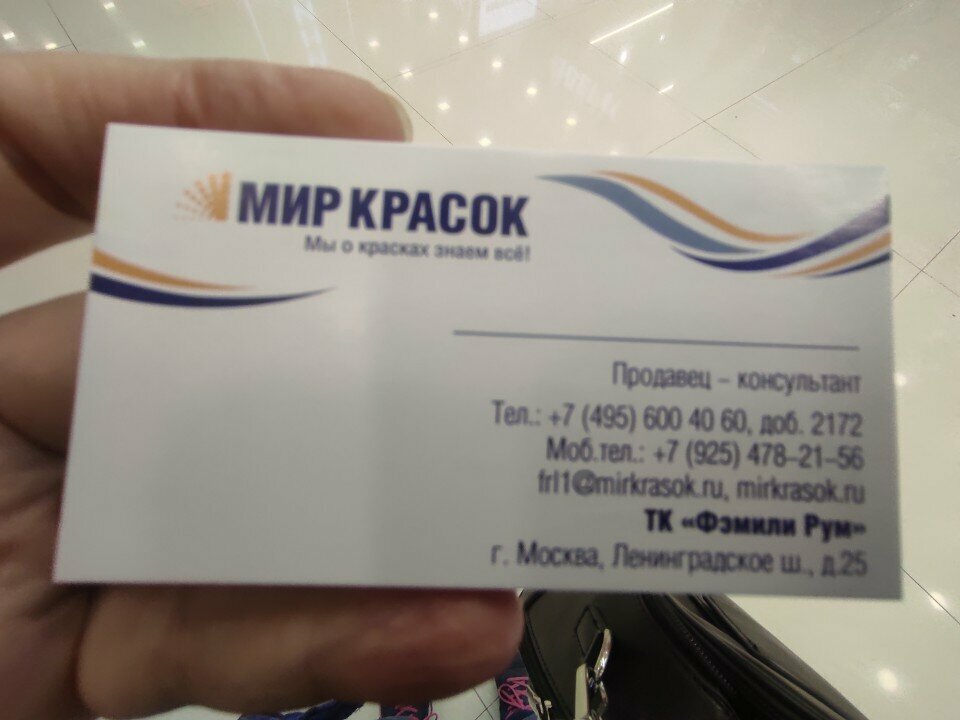 МИР КРАСОК
Мы о красках знаем всё!
Продавец – консультант
Тел.: +7 (495) 600 40 60, доб. 2172
Моб.тел.: +7 (925) 478–21–56
frl1@mirkrasok.ru, mirkrasok.ru
ТК «Фэмили Рум»
г. Москва, Ленинградское ш., д.25